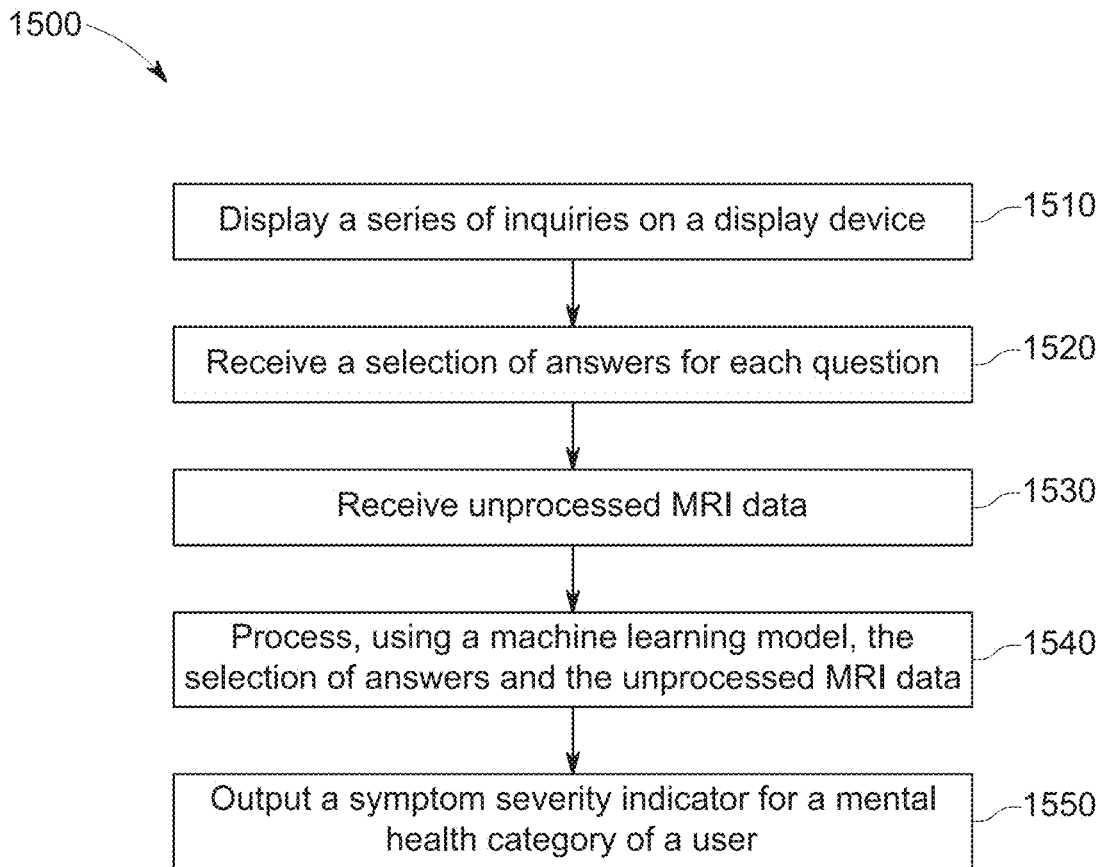 1500
Display a series of inquiries on a display device
1510
Receive a selection of answers for each question
1520
Receive unprocessed MRI data
1530
Process, using a machine learning model, the
selection of answers and the unprocessed MRI data
1540
Output a symptom severity indicator for a mental
health category of a user
1550